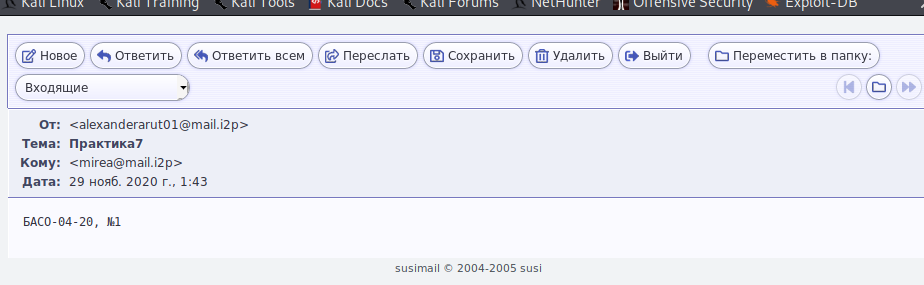 Kali Linux Kali Training Kali Tools Kali Docs Kali Forums NetHunter Offensive Security Exploit-DB
Новое Ответить Ответить всем Переслать Сохранить Удалить Выйти Переместить в папку:
Входящие
От: <alexanderarut01@mail.i2p>
Тема: Практика7
Кому: <mirea@mail.i2p>
Дата: 29 нояб. 2020 г., 1:43
БАСО-04-20, №1
susimail © 2004-2005 susi